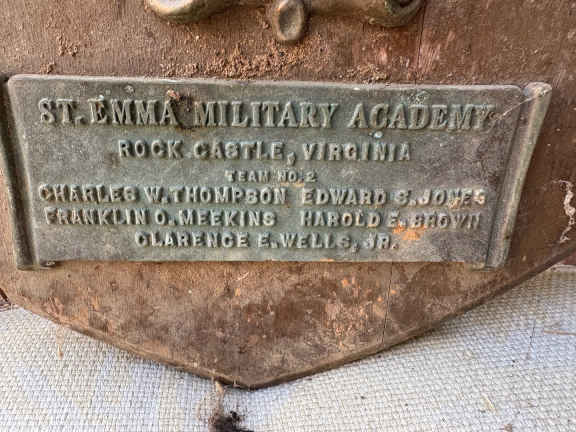 ST. EMMA MILITARY ACADEMY
ROCK CASTLE, VIRGINIA
TEAM NO. 2
CHARLES W. THOMPSON EDWARD S. JONES
FRANKLIN O. MEEKINS HAROLD E. BROWN
CLARENCE E. WELLS, JR.